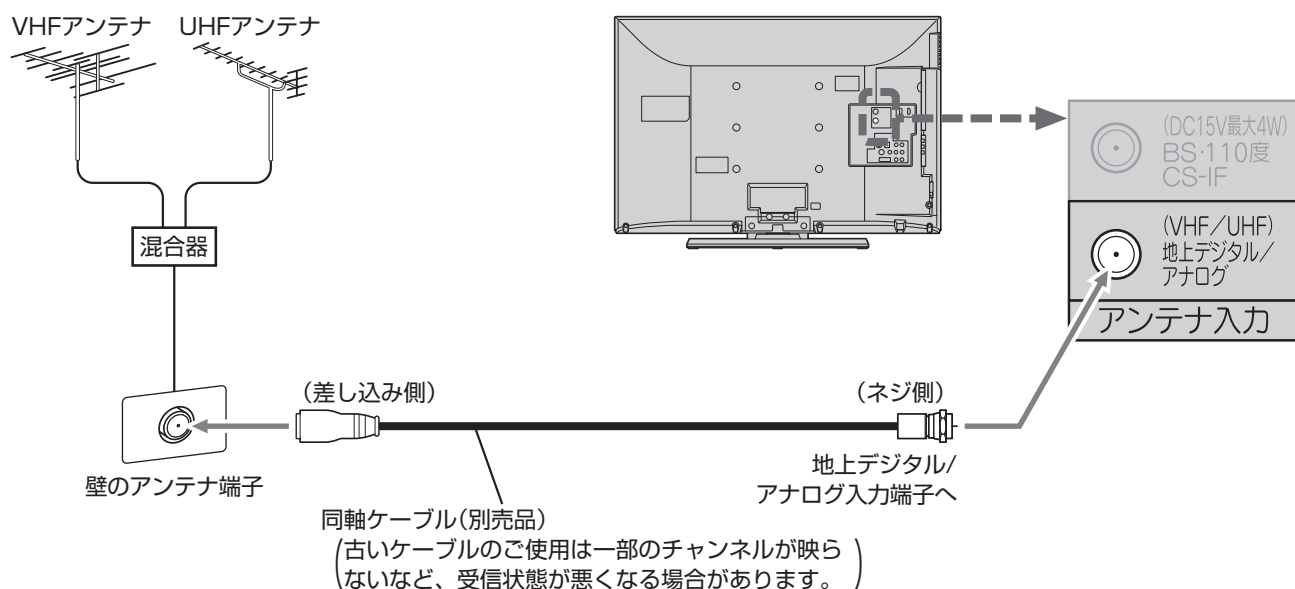 VHFアンテナ
UHFアンテナ
混合器
(DC15V最大4W)
BS·110度
CS-IF
(VHF/UHF)
地上デジタル/
アナログ
アンテナ入力
(差し込み側)
(ネジ側)
壁のアンテナ端子
地上デジタル/
アナログ入力端子へ
同軸ケーブル(別売品)
(古いケーブルのご使用は一部のチャンネルが映ら
ないなど、受信状態が悪くなる場合があります。)